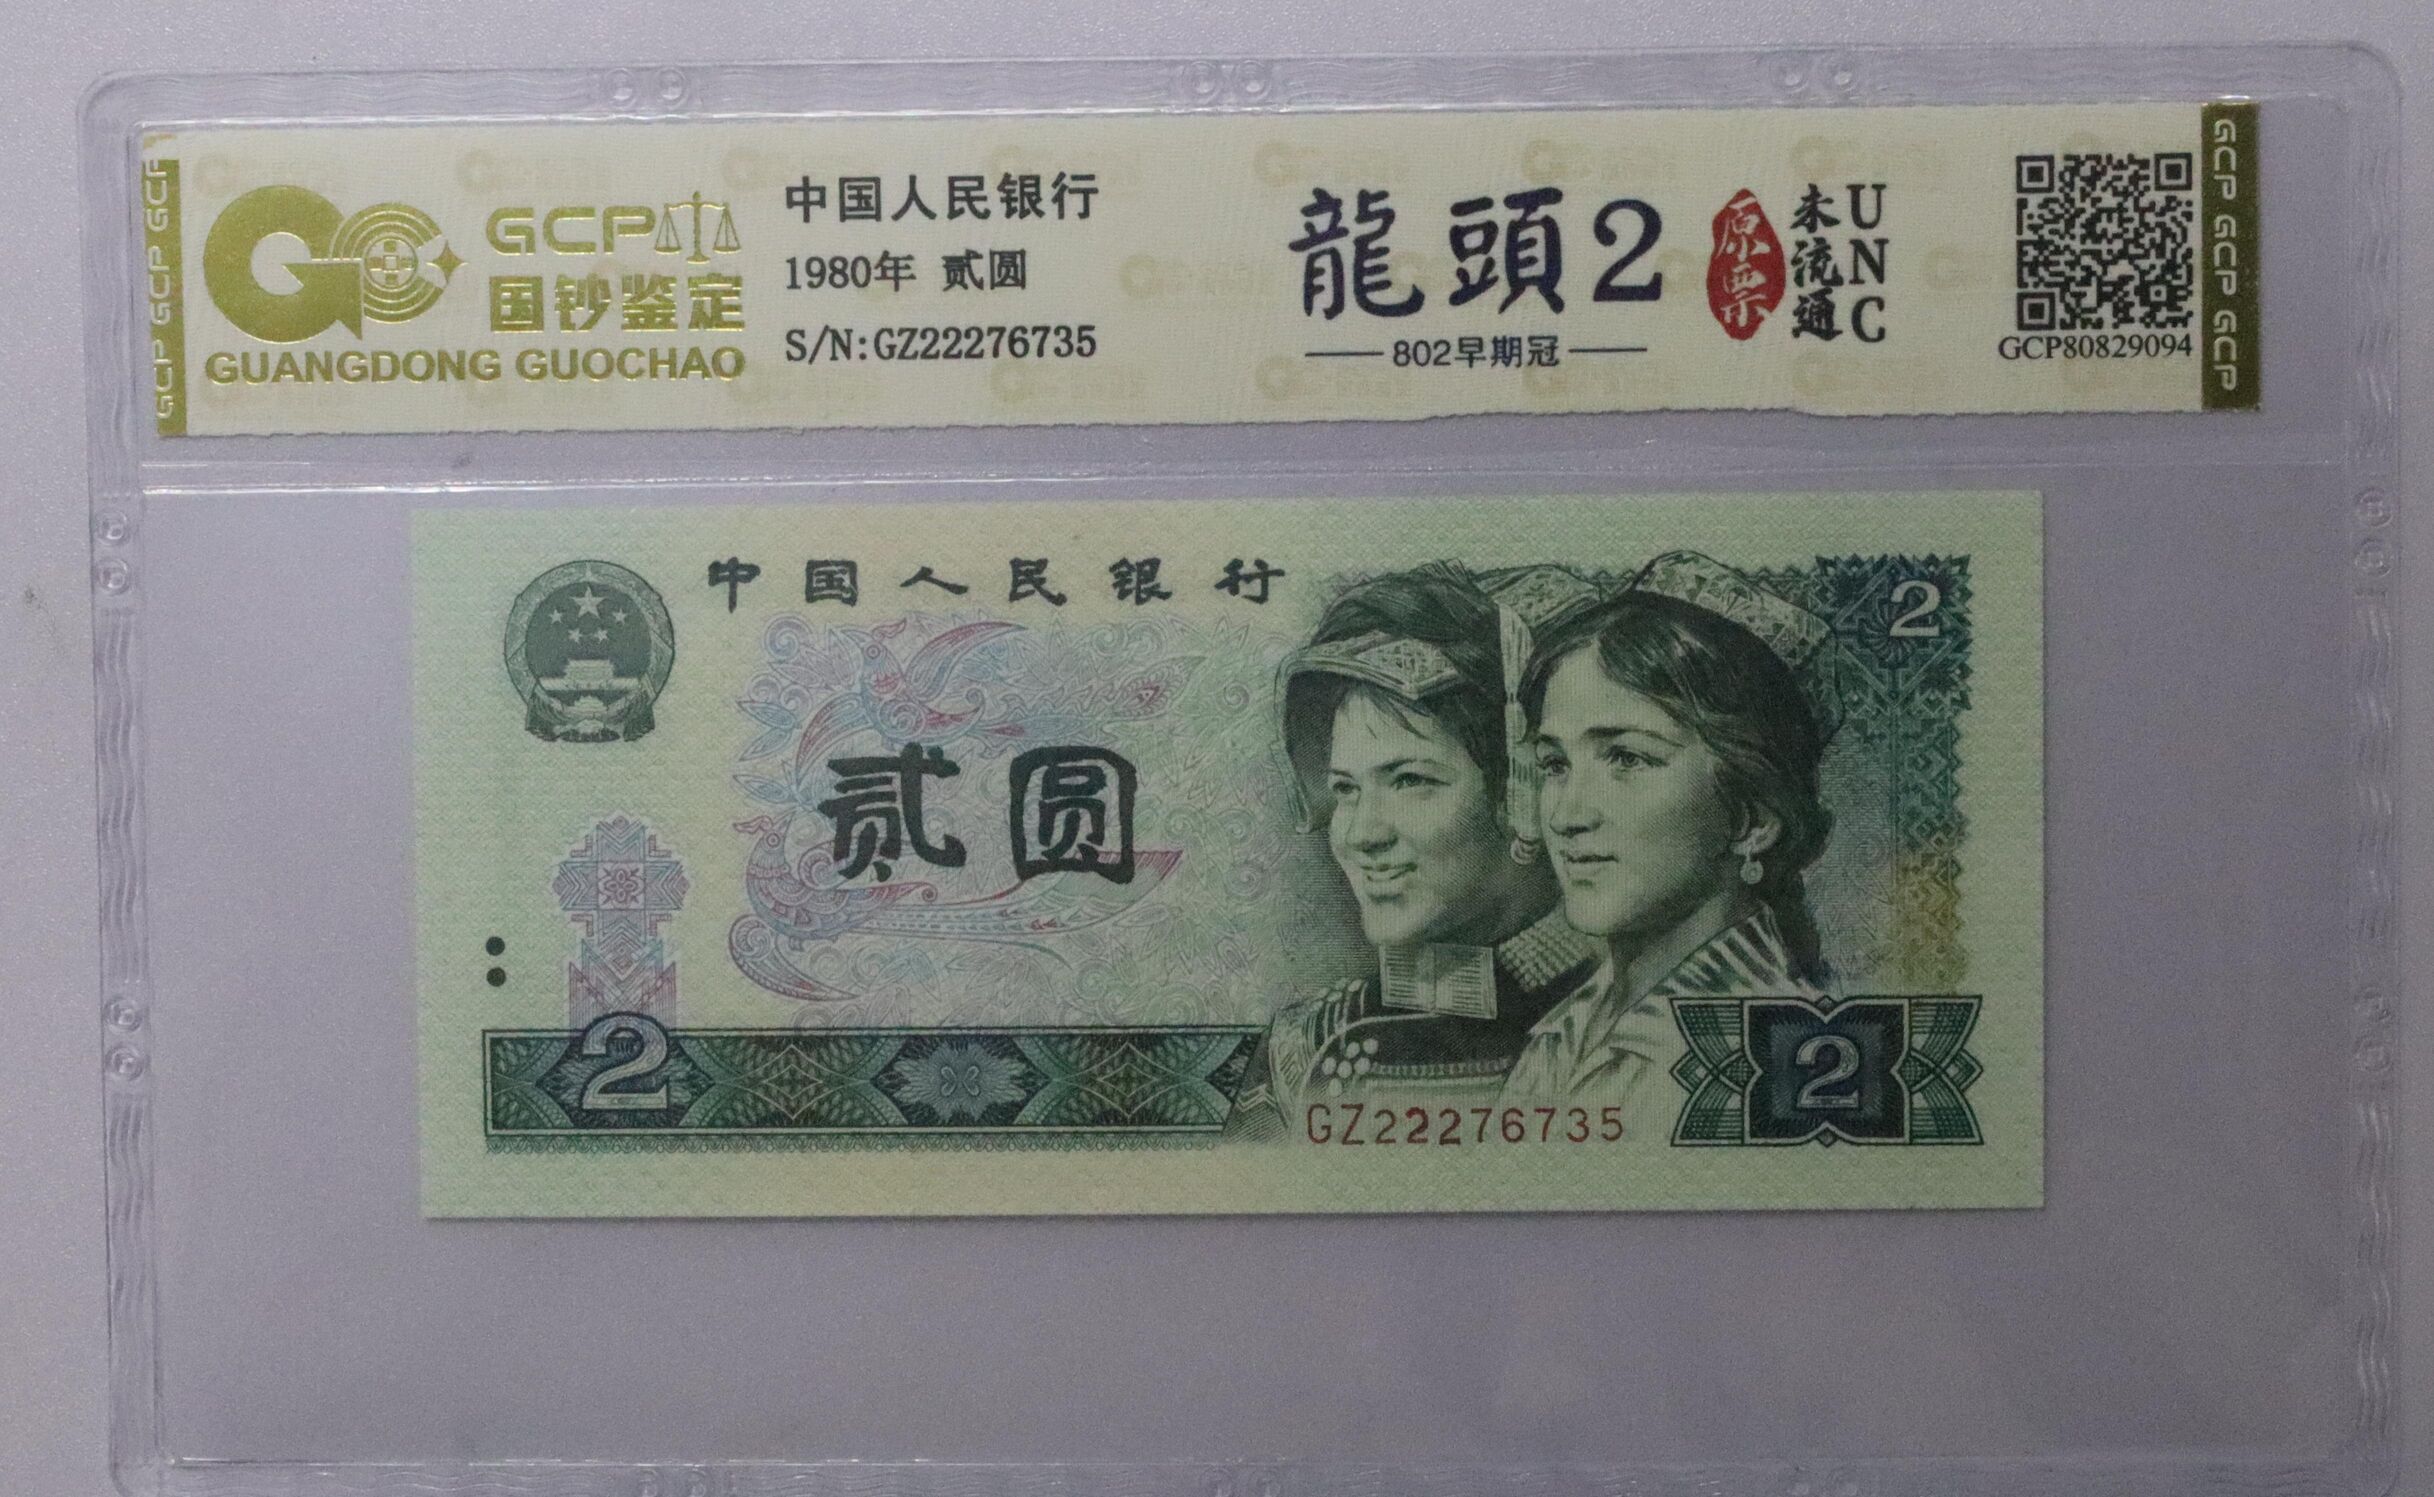 GCP
国钞鉴定
GUANGDONG GUOCHAO
中国人民银行
1980年 贰圆
S/N:GZ22276735
龍頭2
802早期冠
原票
未流通
UNC
GCP80829094
GCP GCP GCP
GCP GCP GCP
中国人民银行
2
贰圆
2
2
GZ22276735